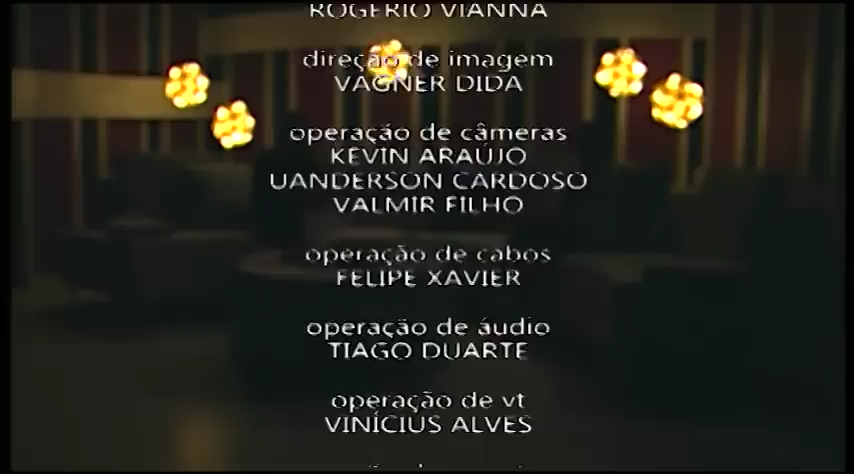 ROGÉRIO VIANNA
direção de imagem
VAGNER DIDA
operação de câmeras
KEVIN ARAÚJO
UANDERSON CARDOSO
VALMIR FILHO
operação de cabos
FELIPE XAVIER
operação de áudio
TIAGO DUARTE
operação de vt
VINÍCIUS ALVES